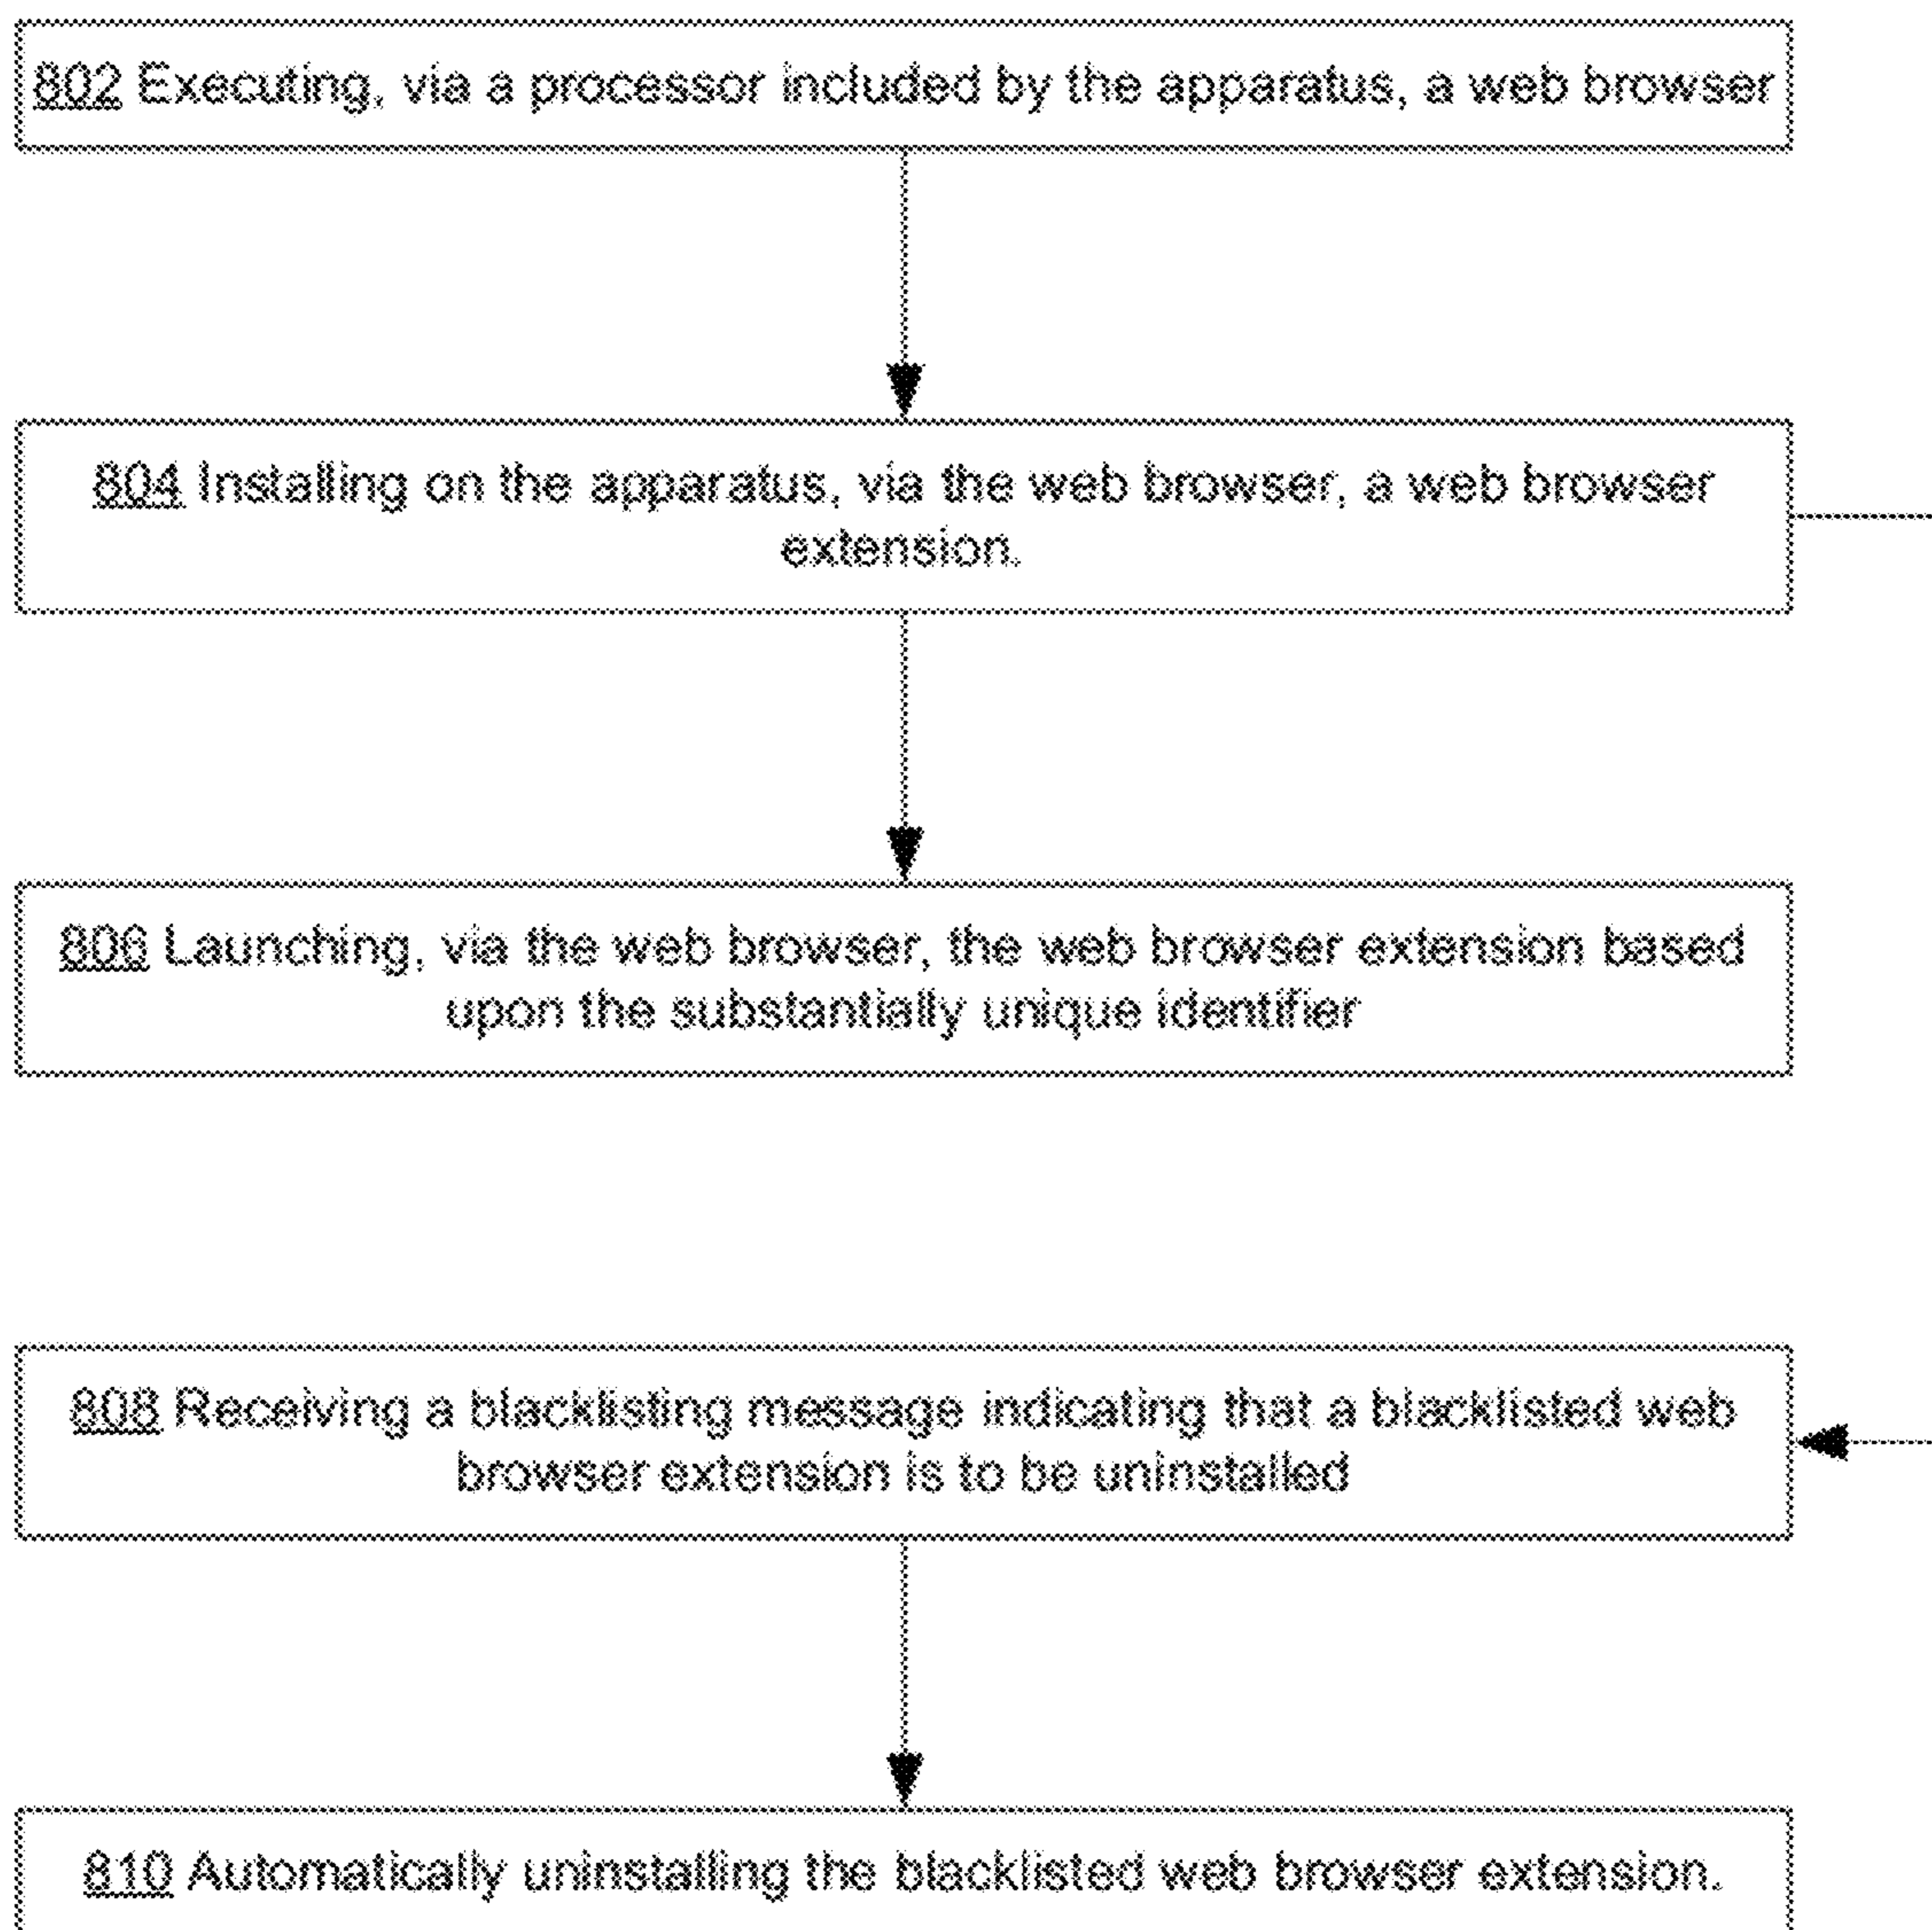 802 Executing, via a processor included by the apparatus, a web browser
804 Installing on the apparatus, via the web browser, a web browser
extension.
806 Launching, via the web browser, the web browser extension based
upon the substantially unique identifier
808 Receiving a blacklisting message indicating that a blacklisted web
browser extension is to be uninstalled
810 Automatically uninstalling the blacklisted web browser extension.